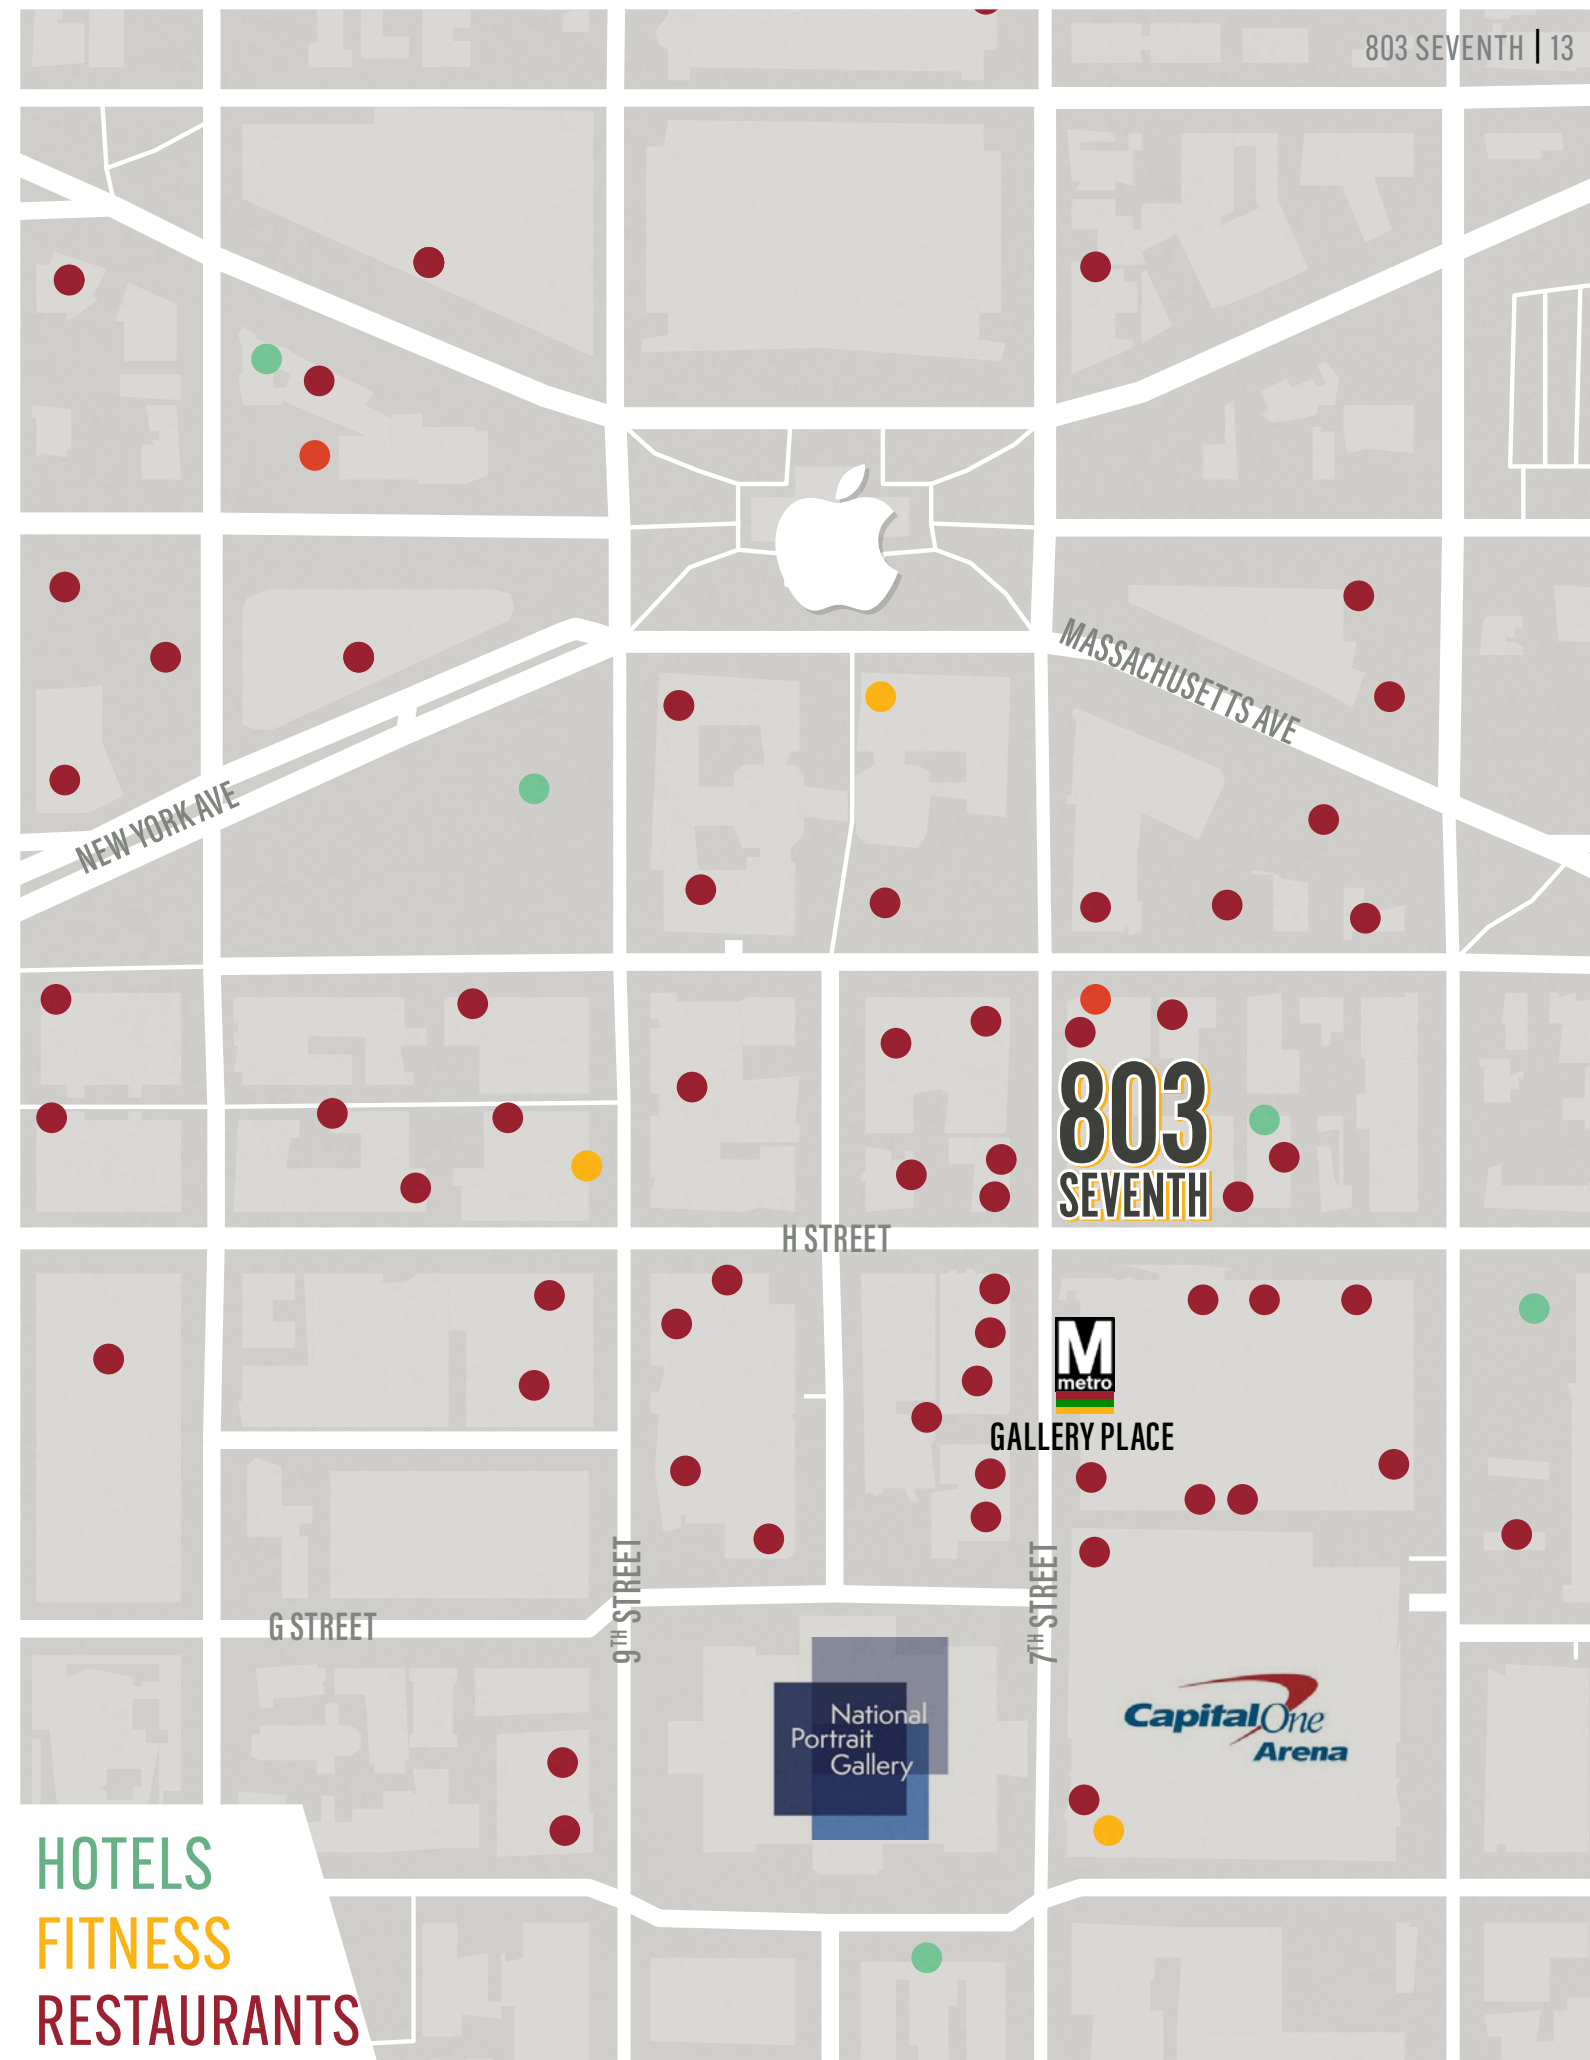 803 SEVENTH | 13
MASSACHUSETTS AVE
NEW YORK AVE
803
SEVENTH
H STREET
M
metro
GALLERY PLACE
9TH STREET
7TH STREET
G STREET
National
Portrait
Gallery
CapitalOne
Arena
HOTELS
FITNESS
RESTAURANTS